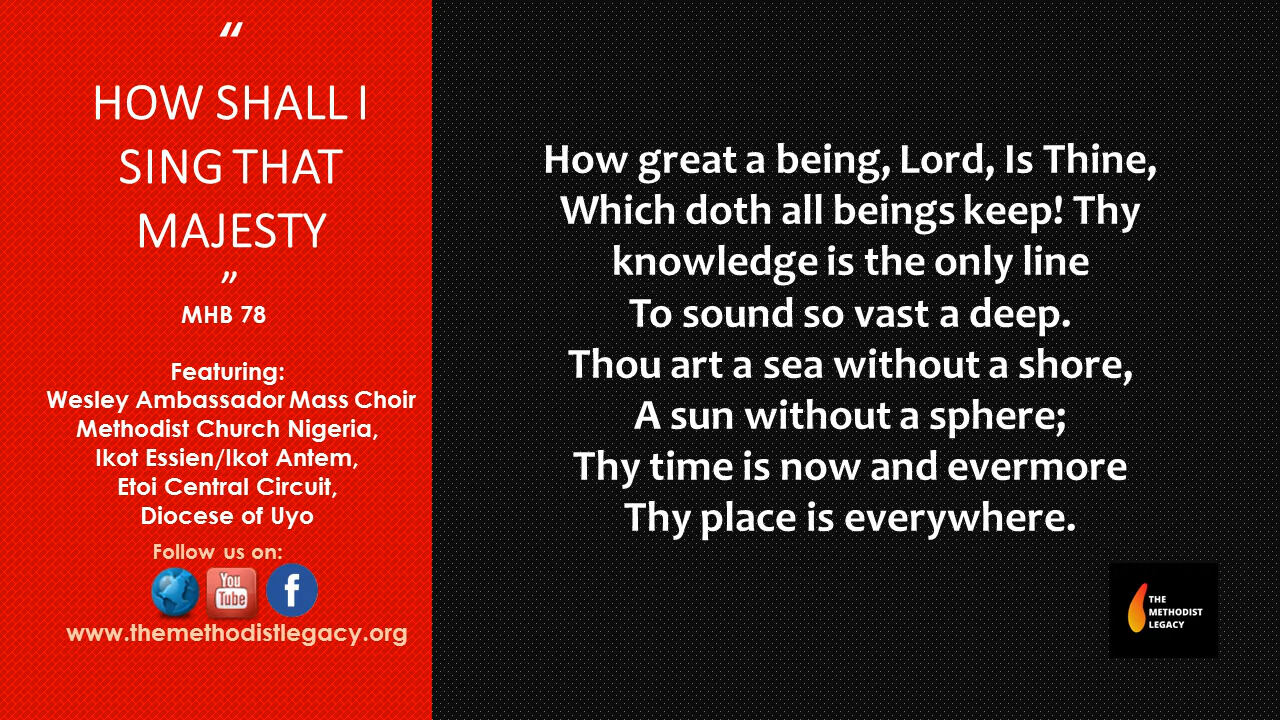 “
HOW SHALL I
SING THAT
MAJESTY
”
MHB 78
Featuring:
Wesley Ambassador Mass Choir
Methodist Church Nigeria,
Ikot Essien/Ikot Antem,
Etoi Central Circuit,
Diocese of Uyo
Follow us on:
You
Tube
f
www.themethodistlegacy.org
How great a being, Lord, Is Thine,
Which doth all beings keep! Thy
knowledge is the only line
To sound so vast a deep.
Thou art a sea without a shore,
A sun without a sphere;
Thy time is now and evermore
Thy place is everywhere.
THE
METHODIST
LEGACY